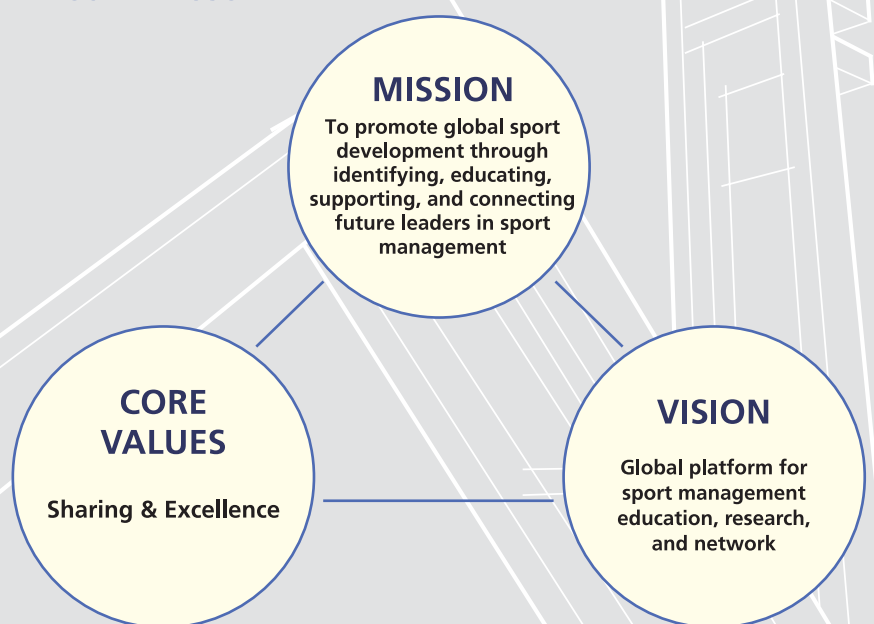 MISSION
To promote global sport
development through
identifying, educating,
supporting, and connecting
future leaders in sport
management
CORE
VALUES
Sharing & Excellence
VISION
Global platform for
sport management
education, research,
and network